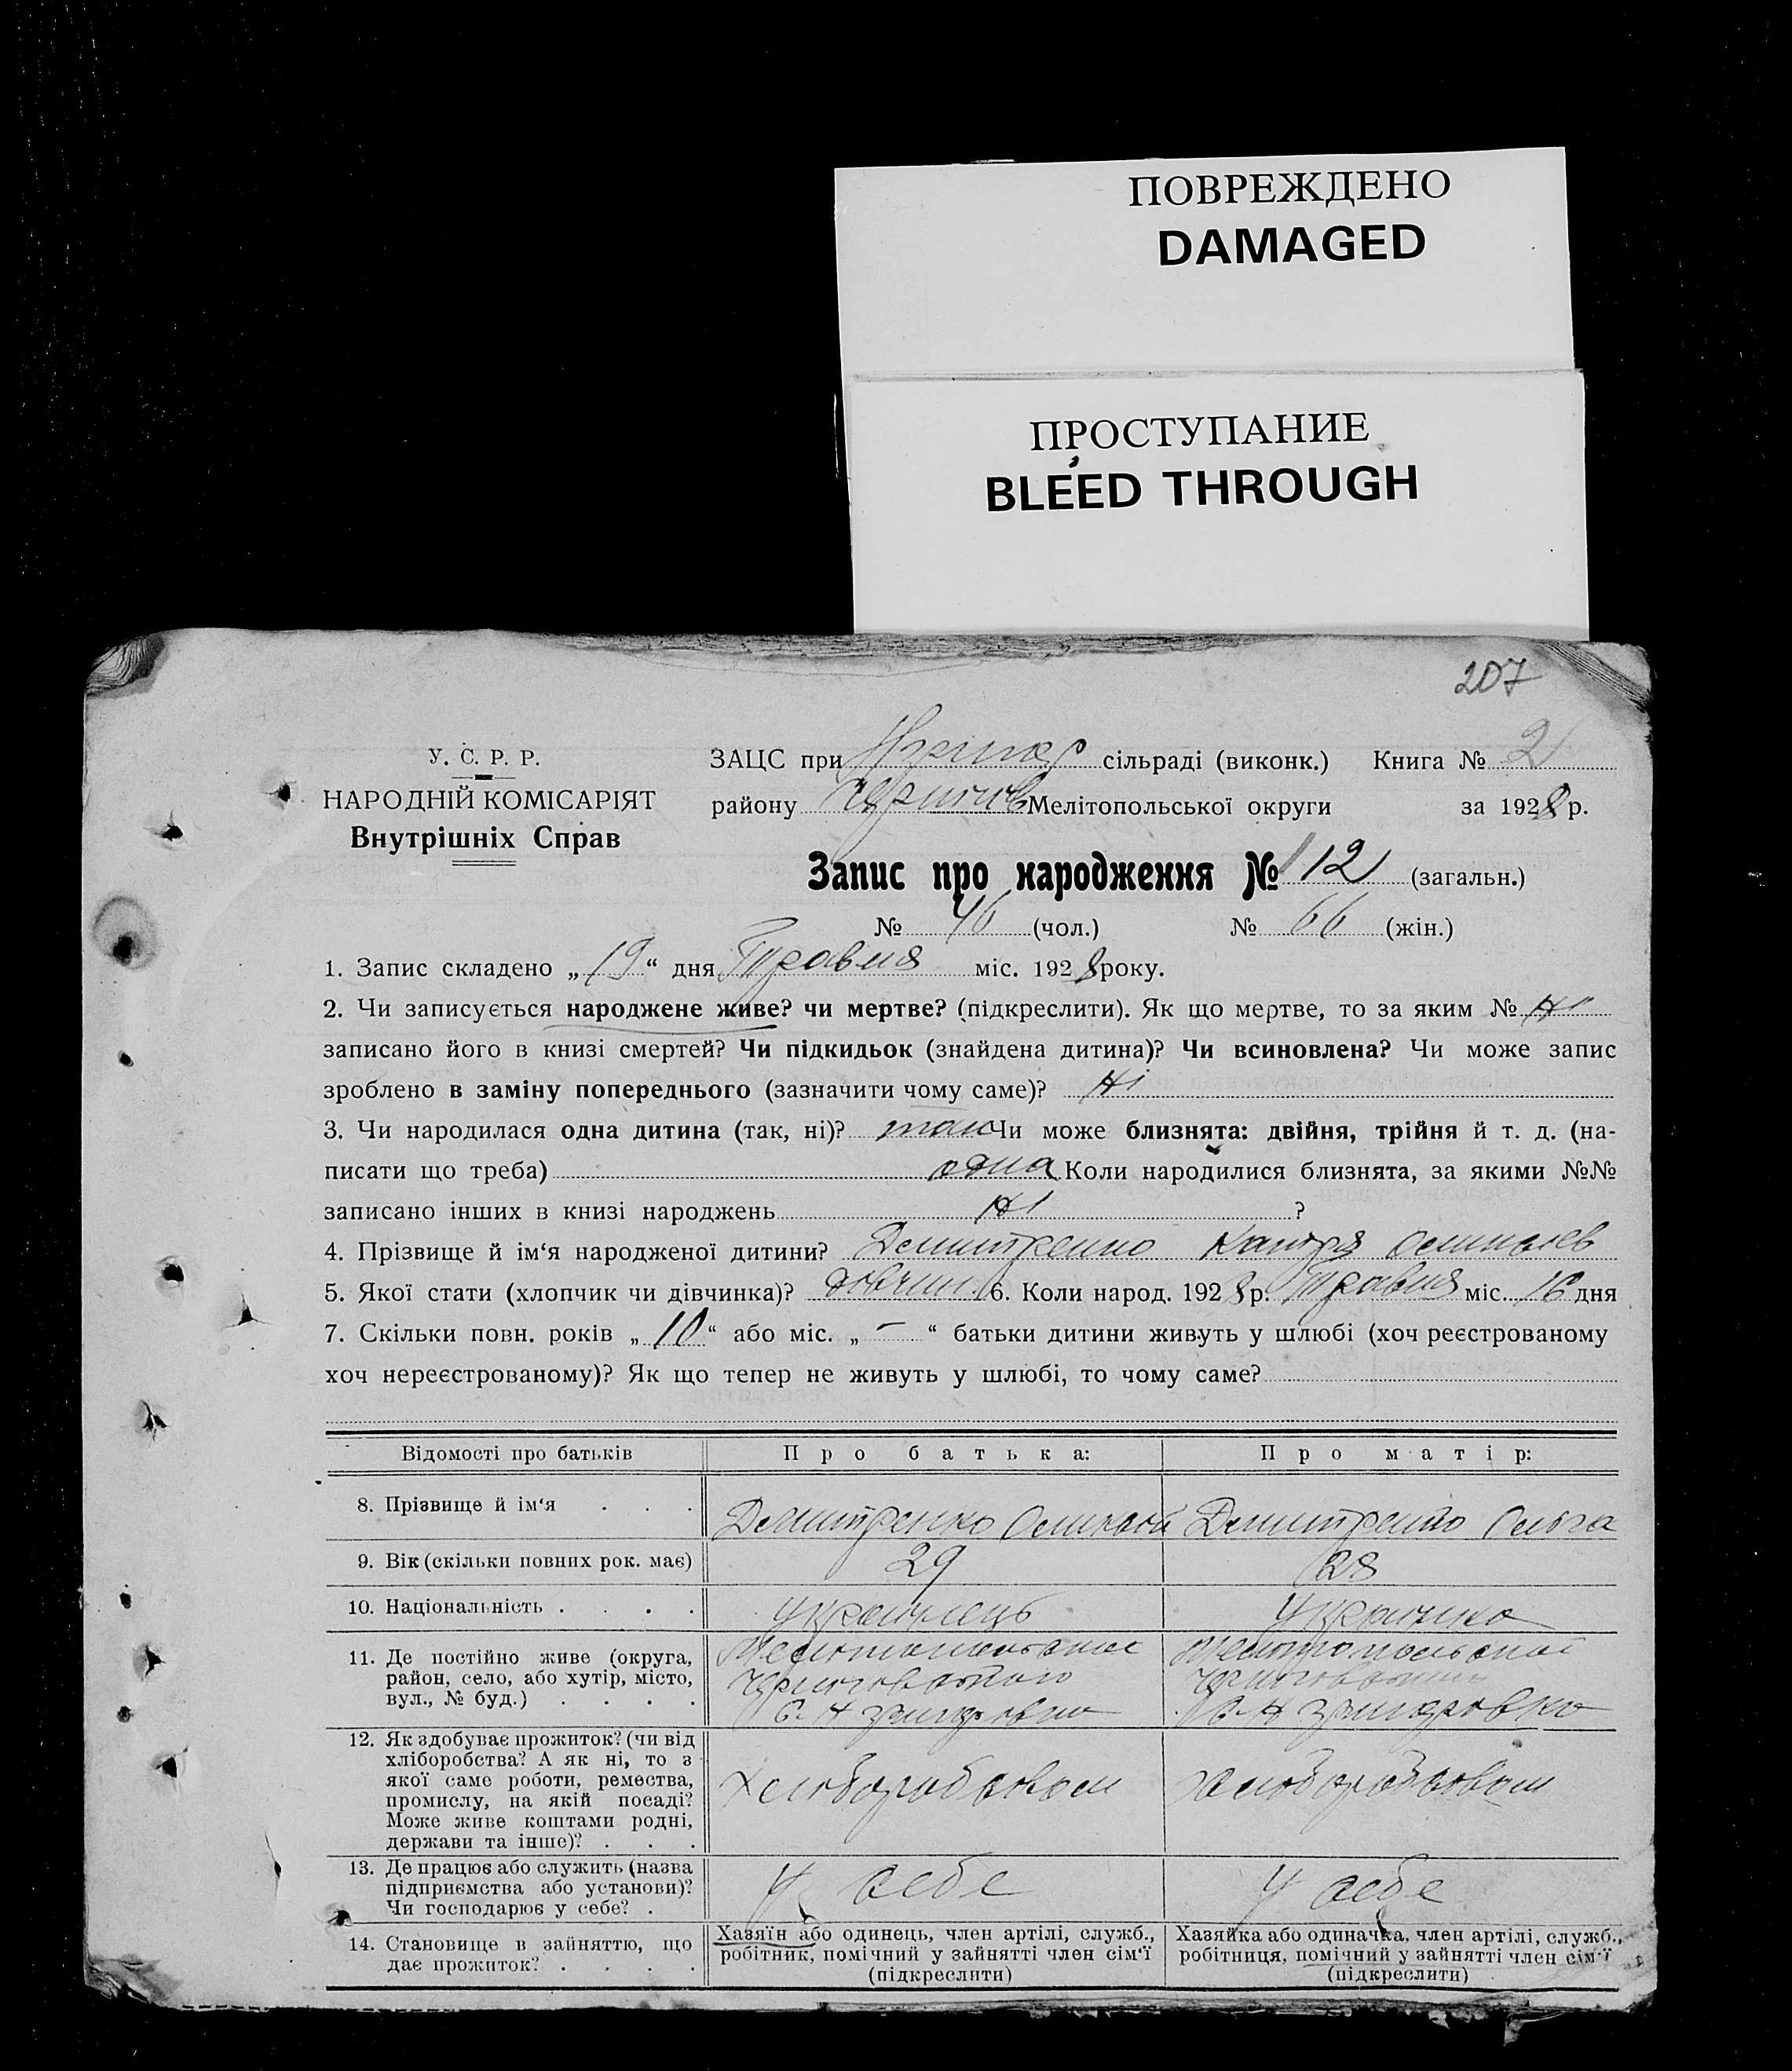 ПОВРЕЖДЕНО
DAMAGED
ПРОСТУПАНИЕ
BLEED THROUGH
207
У. С. Р. Р.
НАРОДНІЙ КОМІСАРІЯТ
Внутрішніх Справ
ЗАЦС при сільраді (виконк.) Книга № 2
району Мелітопольської округи за 1928 р.
Запис про народження № 112 (загальн.)
№ 46 (чол.) № 66 (жін.)
1. Запис складено „19“ дня Травня міс. 1928 року.
2. Чи записується народжене живе? чи мертве? (підкреслити). Як що мертве, то за яким № Ні
записано його в книзі смертей? Чи підкидьок (знайдена дитина)? Чи всиновлена? Чи може запис
зроблено в заміну попереднього (зазначити чому саме)? Ні
3. Чи народилася одна дитина (так, ні)? так Чи може близнята: двійня, трійня й т. д. (на-
писати що треба) одна Коли народилися близнята, за якими №№
записано інших в книзі народжень Ні ?
4. Прізвище й ім‘я народженої дитини? Демитренко Катря
5. Якої стати (хлопчик чи дівчинка)? дівчин. 6. Коли народ. 1928 р. Травня міс. 16 дня
7. Скільки повн. років „10“ або міс. „-“ батьки дитини живуть у шлюбі (хоч реєстрованому
хоч нереєстрованому)? Як що тепер не живуть у шлюбі, то чому саме?
Відомості про батьків Про батька: Про матір:
8. Прізвище й ім‘я . . . Демитренко Демитренко Ольга
9. Вік (скільки повних рок. має) 29 28
10. Національність . . . . Українець Українка
11. Де постійно живе (округа,
район, село, або хутір, місто,
вул., № буд.) . . . .
12. Як здобуває прожиток? (чи від
хліборобства? А як ні, то з
якої саме роботи, ремества,
промислу, на якій посаді?
Може живе коштами родні,
держави та інше)? . . .
13. Де працює або служить (назва
підприємства або установи)?
Чи господарює у себе? .
У себе У себе
14. Становище в зайняттю, що
дає прожиток? . . . .
Хазяїн або одинець, член артілі, служб.,
робітник, помічний у зайнятті член сім‘ї
(підкреслити)
Хазяйка або одиначка, член артілі, служб.,
робітниця, помічний у зайнятті член сім‘ї
(підкреслити)